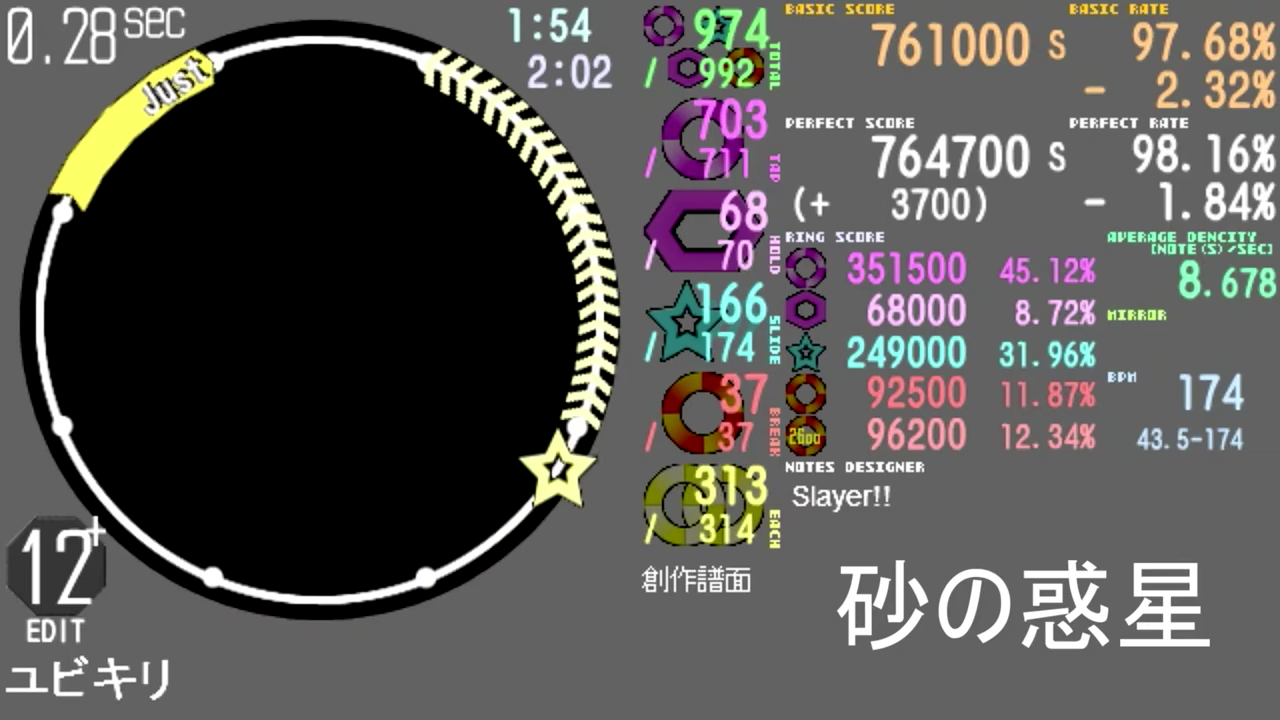 0.28 sec
Just
1:54
2:02
12+
EDIT
ユビキリ
974
/ 992
TOTAL
703
/ 711
TAP
68
/ 70
HOLD
166
/ 174
SLIDE
37
/ 37
BREAK
313
/ 314
EACH
創作譜面
BASIC SCORE
761000 S
BASIC RATE
97.68%
- 2.32%
PERFECT SCORE
764700 S
(+ 3700)
PERFECT RATE
98.16%
- 1.84%
RING SCORE
351500 45.12%
68000 8.72%
249000 31.96%
92500 11.87%
2600 96200 12.34%
AVERAGE DENCITY
[NOTE(S)/SEC]
8.678
MIRROR
BPM 174
43.5-174
NOTES DESIGNER
Slayer!!
砂の惑星